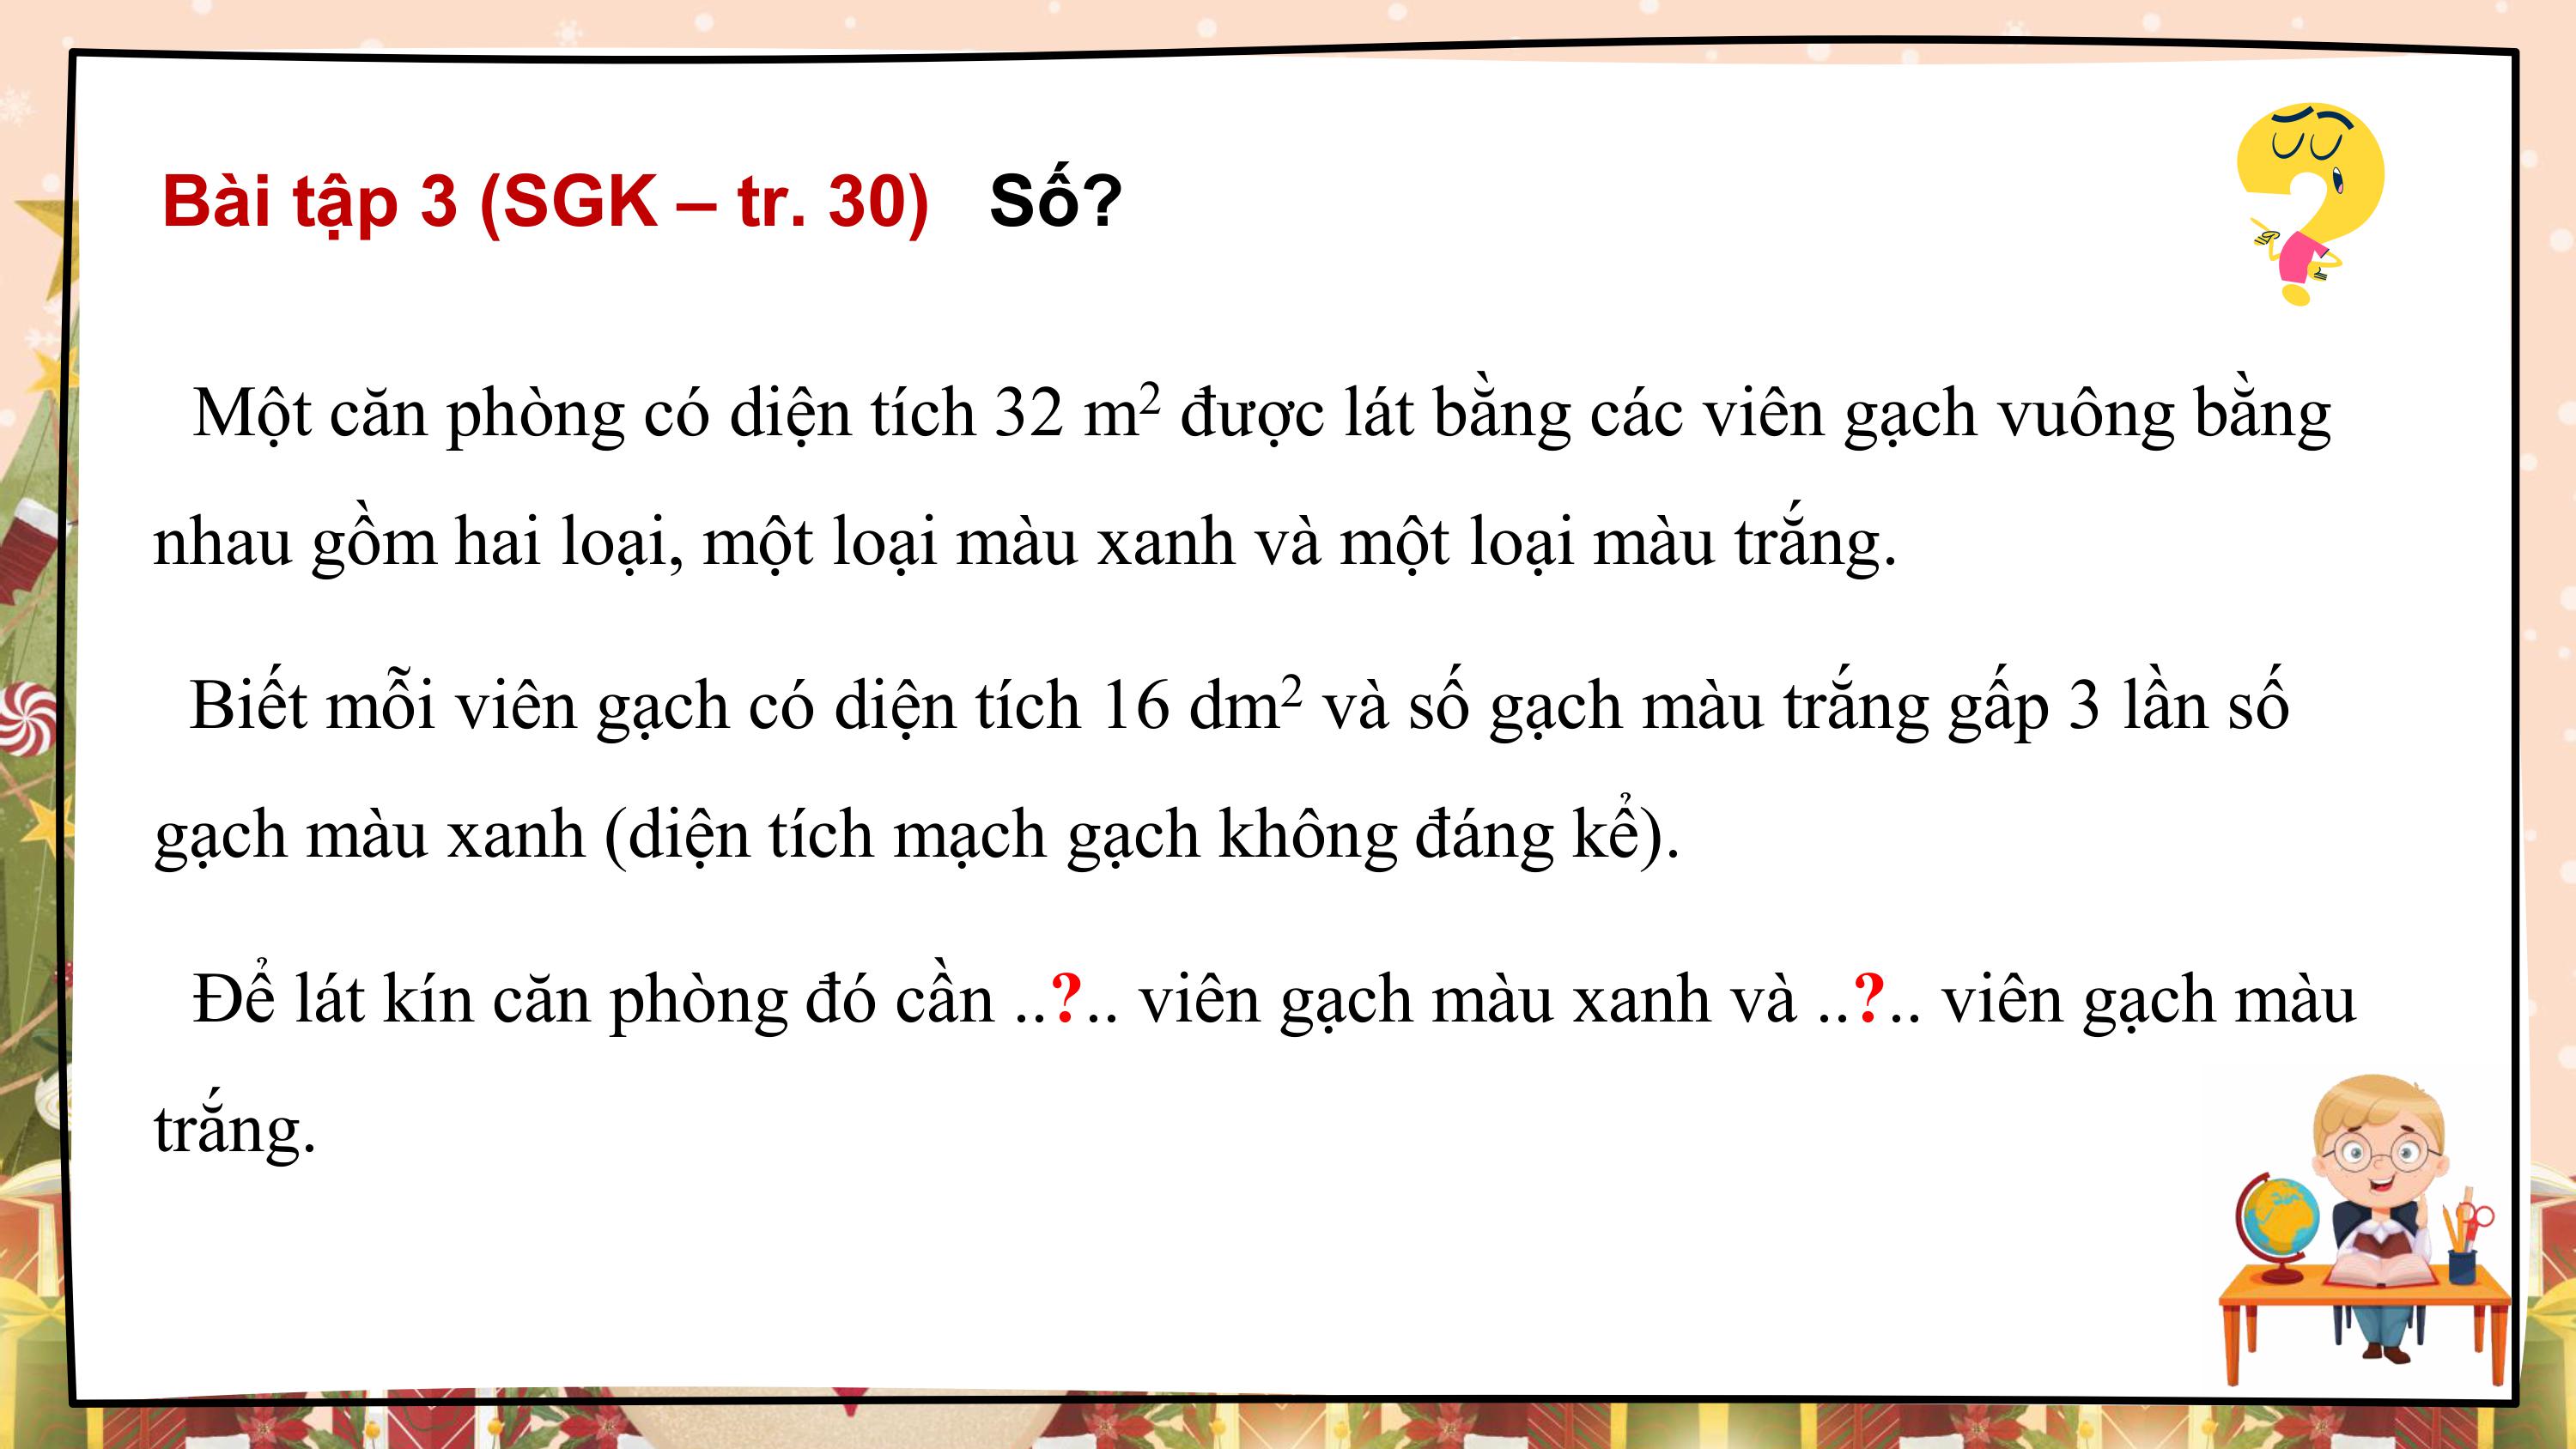 Bài tập 3 (SGK – tr. 30) Số?
Một căn phòng có diện tích 32 m² được lát bằng các viên gạch vuông bằng
nhau gồm hai loại, một loại màu xanh và một loại màu trắng.
Biết mỗi viên gạch có diện tích 16 dm² và số gạch màu trắng gấp 3 lần số
gạch màu xanh (diện tích mạch gạch không đáng kể).
Để lát kín căn phòng đó cần ..?.. viên gạch màu xanh và ..?.. viên gạch màu
trắng.